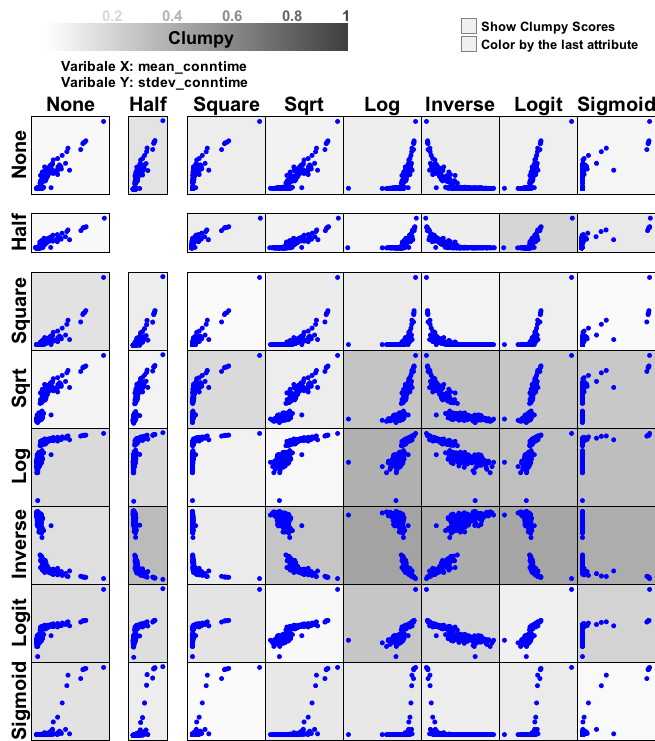 0.2 0.4 0.6 0.8 1
Clumpy
Show Clumpy Scores
Color by the last attribute
Varibale X: mean_conntime
Varibale Y: stdev_conntime
None Half Square Sqrt Log Inverse Logit Sigmoid
None
Half
Square
Sqrt
Log
Inverse
Logit
Sigmoid